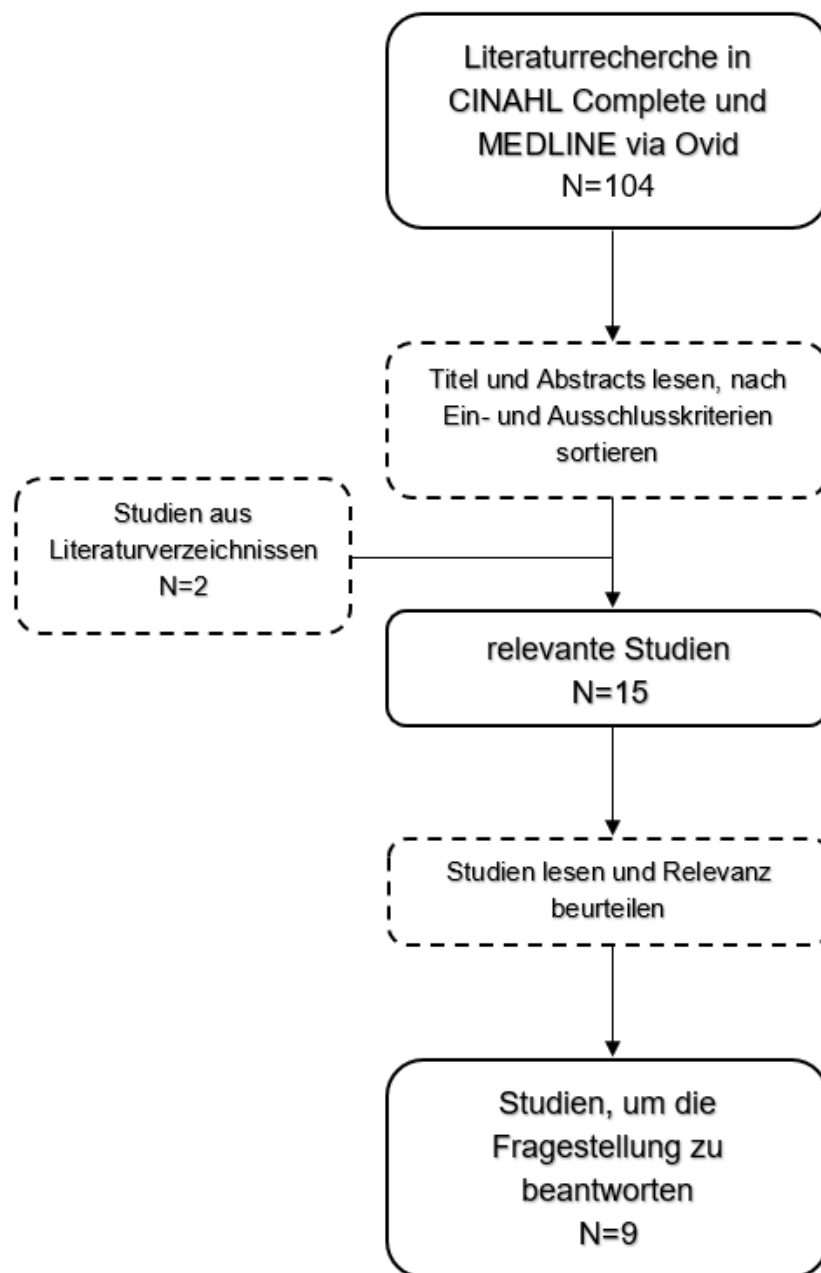 Literaturrecherche in
CINAHL Complete und
MEDLINE via Ovid
N=104
Titel und Abstracts lesen, nach
Ein- und Ausschlusskriterien
sortieren
Studien aus
Literaturverzeichnissen
N=2
relevante Studien
N=15
Studien lesen und Relevanz
beurteilen
Studien, um die
Fragestellung zu
beantworten
N=9